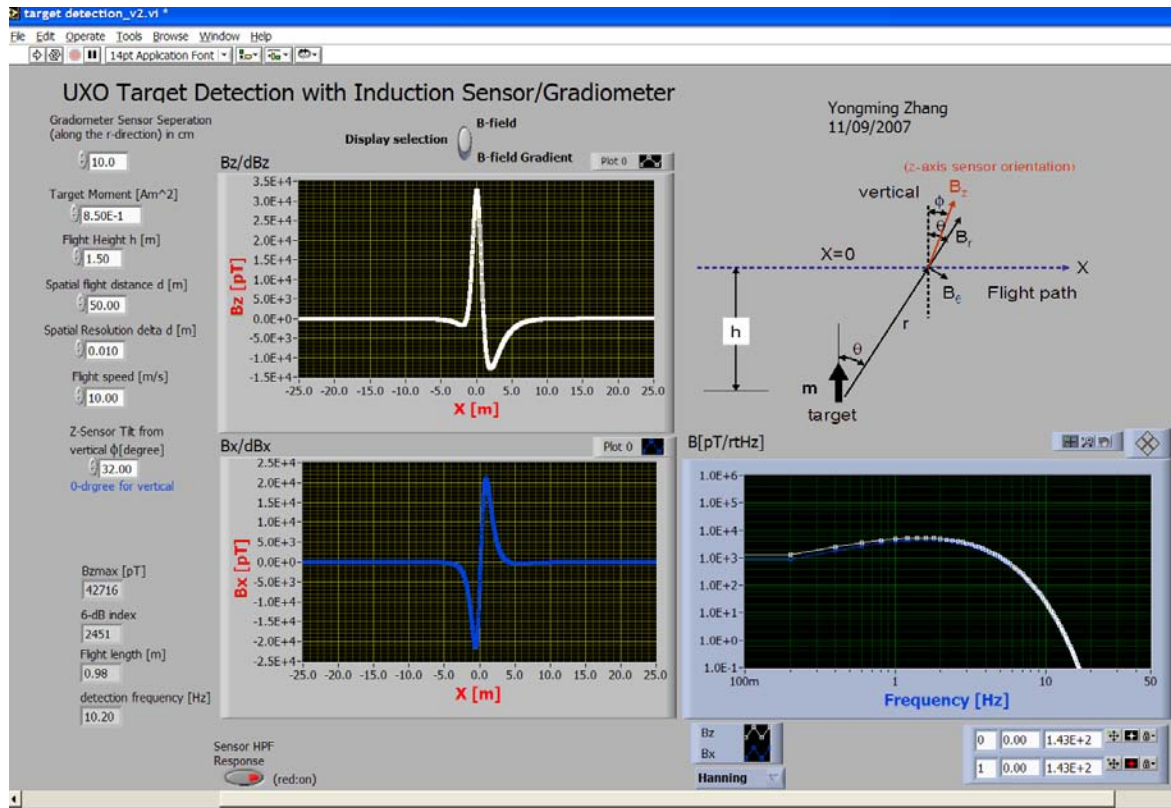 target detection_v2.vi *
File Edit Operate Tools Browse Window Help
14pt Application Font
UXO Target Detection with Induction Sensor/Gradiometer
Yongming Zhang
11/09/2007
Gradometer Sensor Seperation
(along the r-direction) in cm
10.0
Target Moment [Am^2]
8.50E-1
Flight Height h [m]
1.50
Spatial flight distance d [m]
50.00
Spatial Resolution delta d [m]
0.010
Flight speed [m/s]
10.00
Z-Sensor Tilt from
vertical ϕ[degree]
32.00
0-drgree for vertical
Bzmax [pT]
42716
6-dB index
2451
Flight length [m]
0.98
detection frequency [Hz]
10.20
Display selection
B-field
B-field Gradient
Bz/dBz
Plot 0
Bz [pT]
3.5E+4
3.0E+4
2.5E+4
2.0E+4
1.5E+4
1.0E+4
5.0E+3
0.0E+0
-5.0E+3
-1.0E+4
-1.5E+4
-25.0 -20.0 -15.0 -10.0 -5.0 0.0 5.0 10.0 15.0 20.0 25.0
X [m]
Bx/dBx
Plot 0
Bx [pT]
2.5E+4
2.0E+4
1.5E+4
1.0E+4
5.0E+3
0.0E+0
-5.0E+3
-1.0E+4
-1.5E+4
-2.0E+4
-2.5E+4
-25.0 -20.0 -15.0 -10.0 -5.0 0.0 5.0 10.0 15.0 20.0 25.0
X [m]
Sensor HPF
Response
(red:on)
(z-axis sensor orientation)
vertical
ϕ
θ
Bz
Br
X=0
X
Bθ
Flight path
h
r
θ
m
target
B[pT/rtHz]
1.0E+6
1.0E+5
1.0E+4
1.0E+3
1.0E+2
1.0E+1
1.0E+0
1.0E-1
100m 1 10 50
Frequency [Hz]
Bz
Bx
Hanning
0 0.00 1.43E+2
1 0.00 1.43E+2